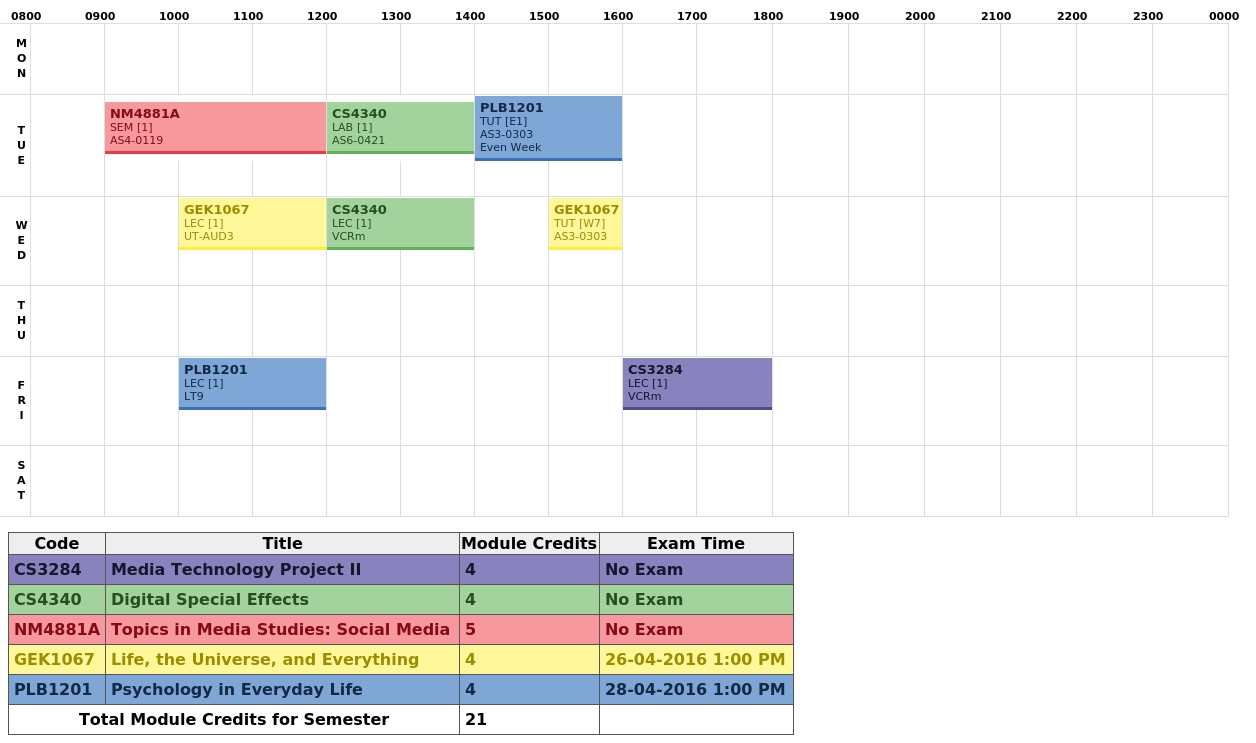 0800 0900 1000 1100 1200 1300 1400 1500 1600 1700 1800 1900 2000 2100 2200 2300 0000
MON
TUE
NM4881A
SEM [1]
AS4-0119
CS4340
LAB [1]
AS6-0421
PLB1201
TUT [E1]
AS3-0303
Even Week
WED
GEK1067
LEC [1]
UT-AUD3
CS4340
LEC [1]
VCRm
GEK1067
TUT [W7]
AS3-0303
THU
FRI
PLB1201
LEC [1]
LT9
CS3284
LEC [1]
VCRm
SAT
Code Title Module Credits Exam Time
CS3284 Media Technology Project II 4 No Exam
CS4340 Digital Special Effects 4 No Exam
NM4881A Topics in Media Studies: Social Media 5 No Exam
GEK1067 Life, the Universe, and Everything 4 26-04-2016 1:00 PM
PLB1201 Psychology in Everyday Life 4 28-04-2016 1:00 PM
Total Module Credits for Semester 21